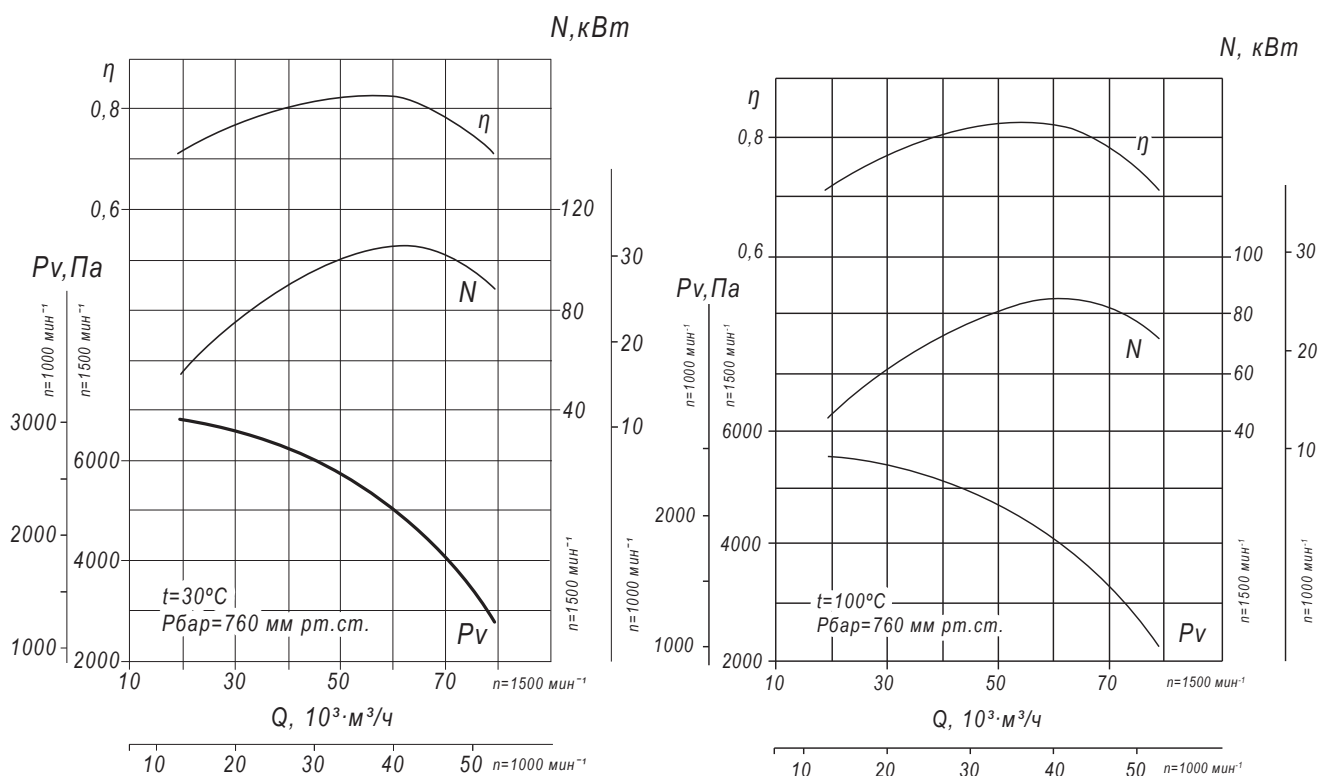 N,кВт
η
0,8
0,6
η
120
80
40
30
20
10
N
Pv,Па
n=1000 мин⁻¹
n=1500 мин⁻¹
3000
2000
1000
6000
4000
2000
t=30ºC
Pбар=760 мм рт.ст.
Pv
n=1500 мин⁻¹
n=1000 мин⁻¹
10 30 50 70 n=1500 мин⁻¹
Q, 10³·м³/ч
10 20 30 40 50 n=1000 мин⁻¹
N, кВт
η
0,8
0,6
η
100
80
60
40
30
20
10
N
Pv,Па
n=1000 мин⁻¹
n=1500 мин⁻¹
2000
1000
6000
4000
2000
t=100ºC
Pбар=760 мм рт.ст.
Pv
n=1500 мин⁻¹
n=1000 мин⁻¹
10 30 50 70 n=1500 мин⁻¹
Q, 10³·м³/ч
10 20 30 40 50 n=1000 мин⁻¹